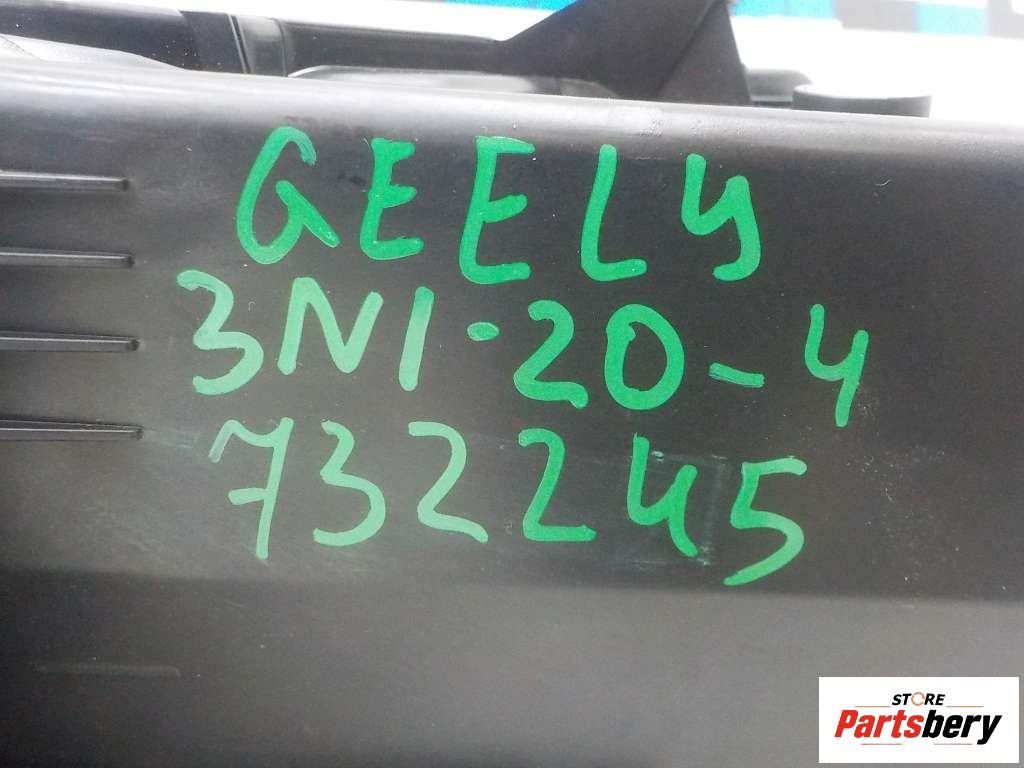 GEELY
3N1·20-4
732245
STORE
Partsbery